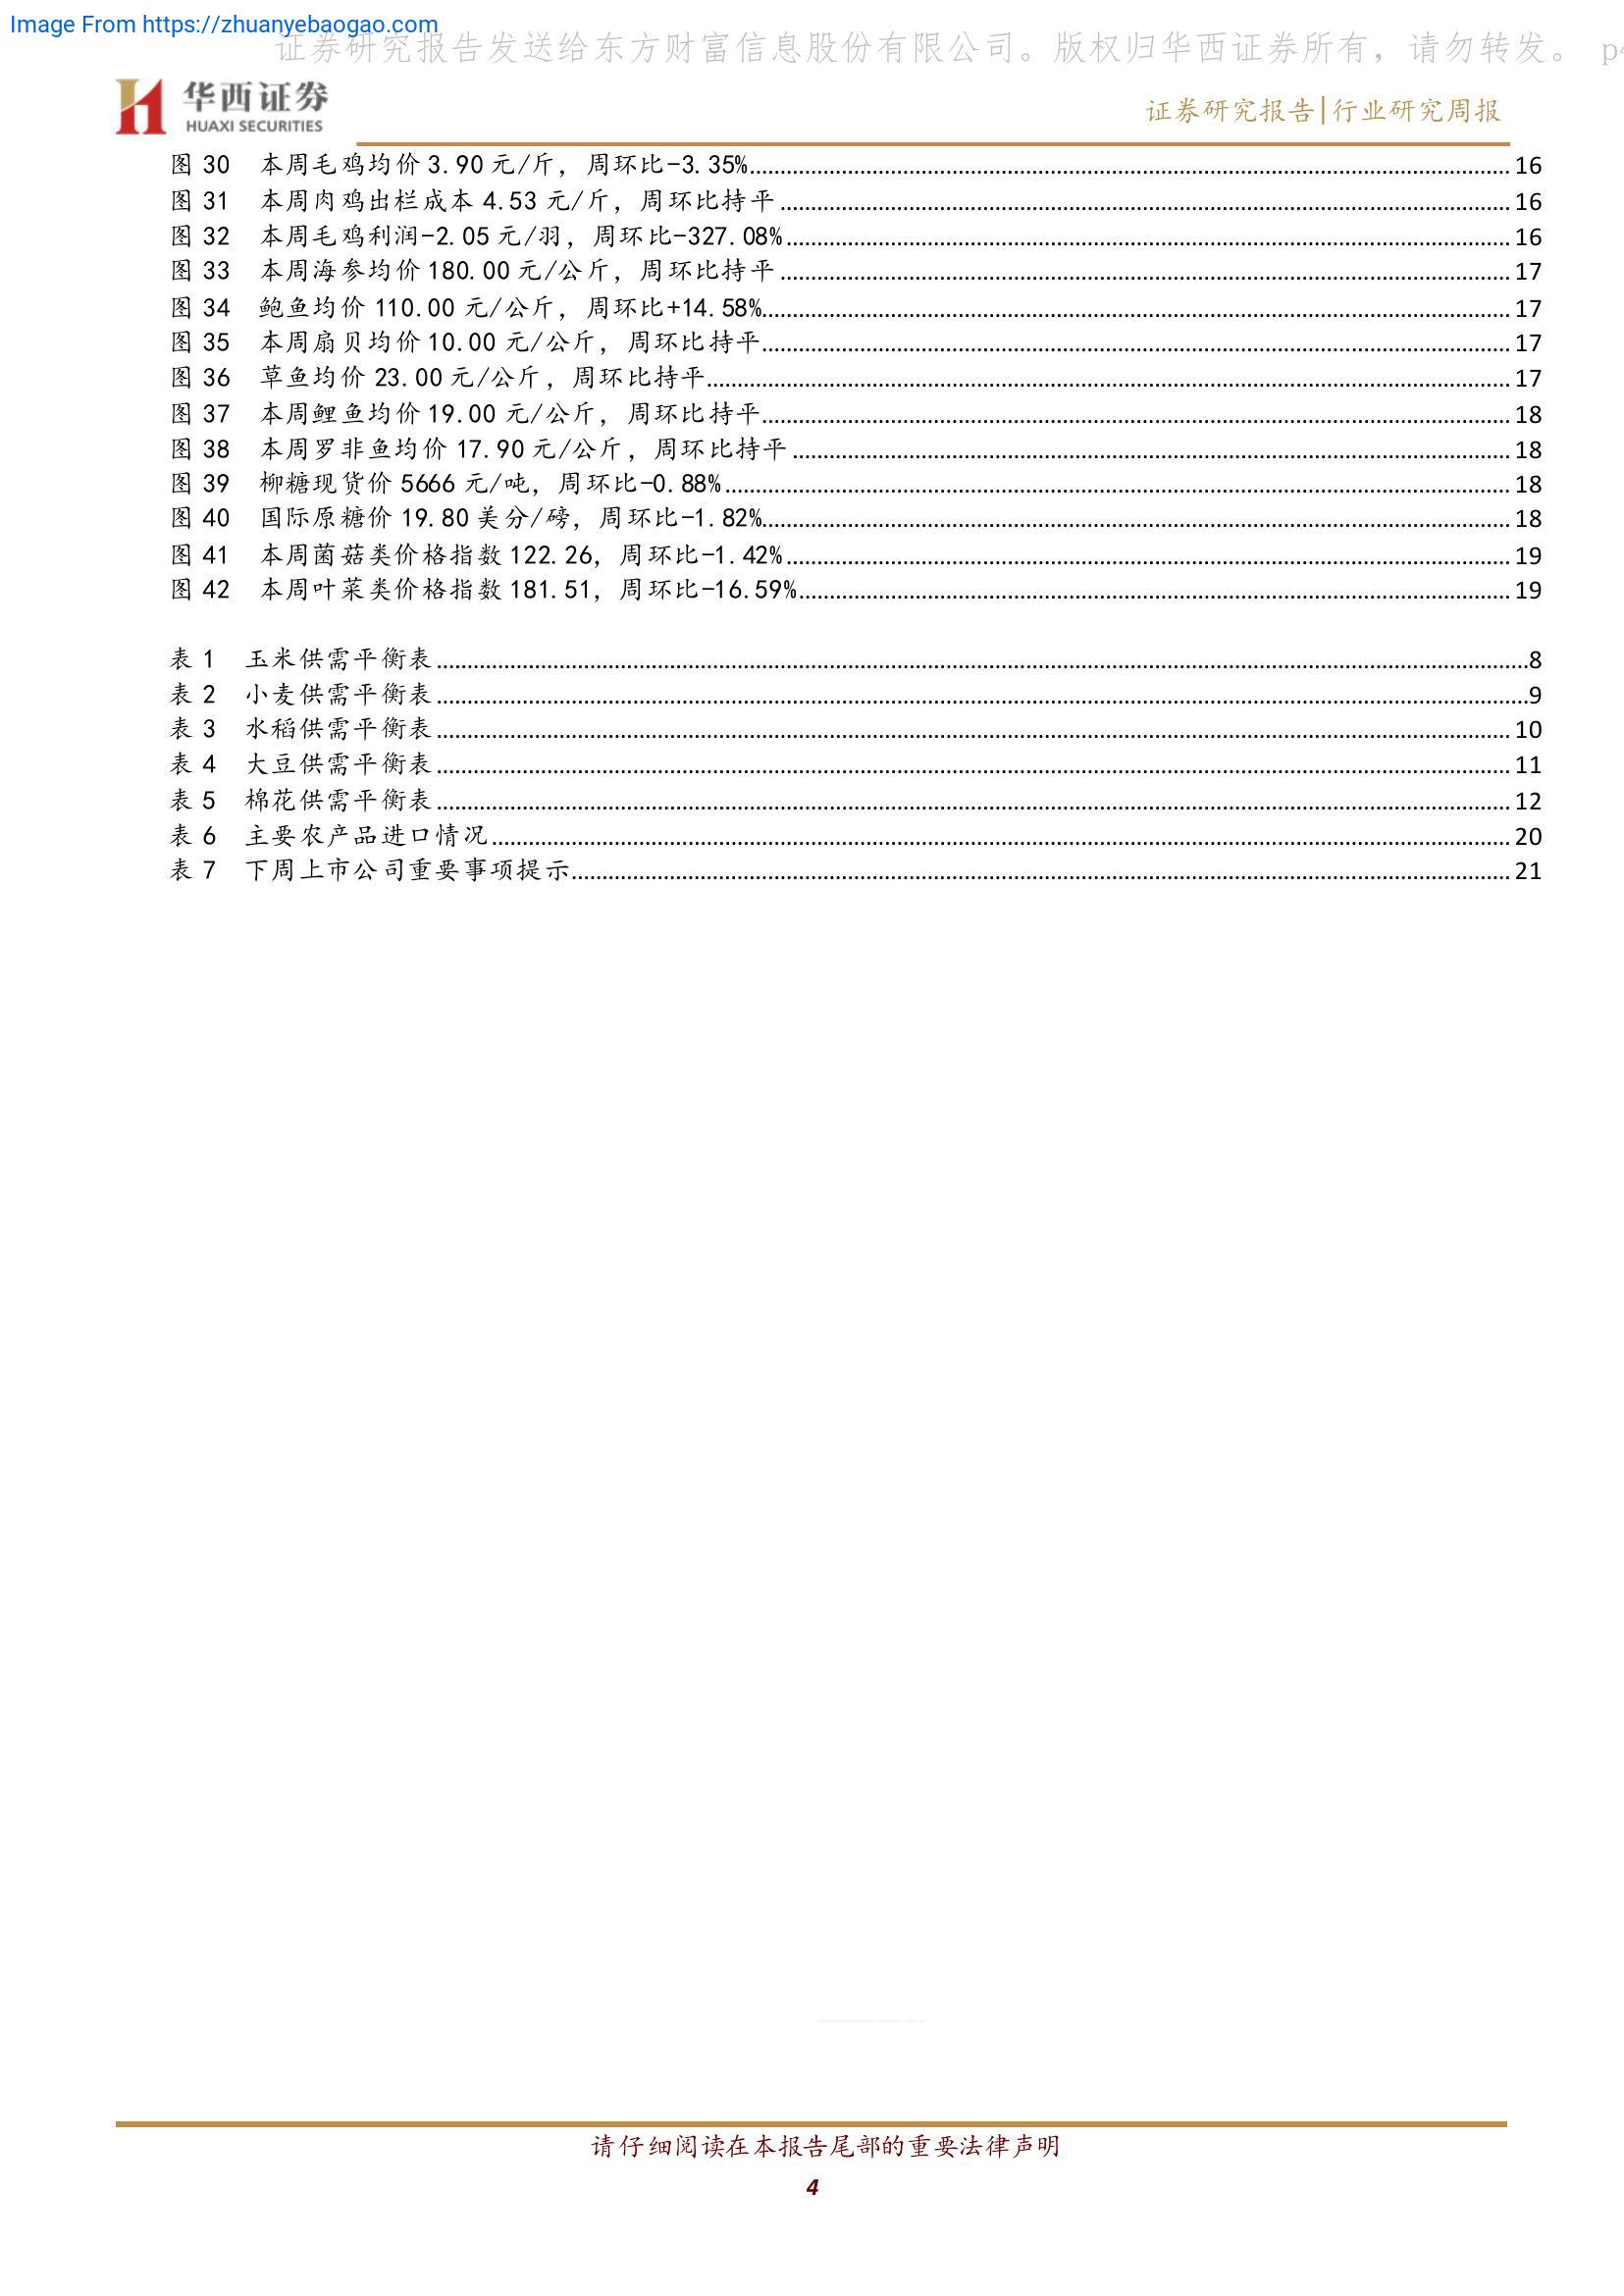 Image From https://zhuanyebaogao.com
证券研究报告发送给东方财富信息股份有限公司。版权归华西证券所有，请勿转发。 p4
华西证券
HUAXI SECURITIES
证券研究报告|行业研究周报
图 30 本周毛鸡均价 3.90 元/斤，周环比-3.35%........16
图 31 本周肉鸡出栏成本 4.53 元/斤，周环比持平........16
图 32 本周毛鸡利润-2.05 元/羽，周环比-327.08%........16
图 33 本周海参均价 180.00 元/公斤，周环比持平........17
图 34 鲍鱼均价 110.00 元/公斤，周环比+14.58%........17
图 35 本周扇贝均价 10.00 元/公斤，周环比持平........17
图 36 草鱼均价 23.00 元/公斤，周环比持平........17
图 37 本周鲤鱼均价 19.00 元/公斤，周环比持平........18
图 38 本周罗非鱼均价 17.90 元/公斤，周环比持平........18
图 39 柳糖现货价 5666 元/吨，周环比-0.88%........18
图 40 国际原糖价 19.80 美分/磅，周环比-1.82%........18
图 41 本周菌菇类价格指数 122.26，周环比-1.42%........19
图 42 本周叶菜类价格指数 181.51，周环比-16.59%........19
表 1 玉米供需平衡表........8
表 2 小麦供需平衡表........9
表 3 水稻供需平衡表........10
表 4 大豆供需平衡表........11
表 5 棉花供需平衡表........12
表 6 主要农产品进口情况........20
表 7 下周上市公司重要事项提示........21
请仔细阅读在本报告尾部的重要法律声明
4